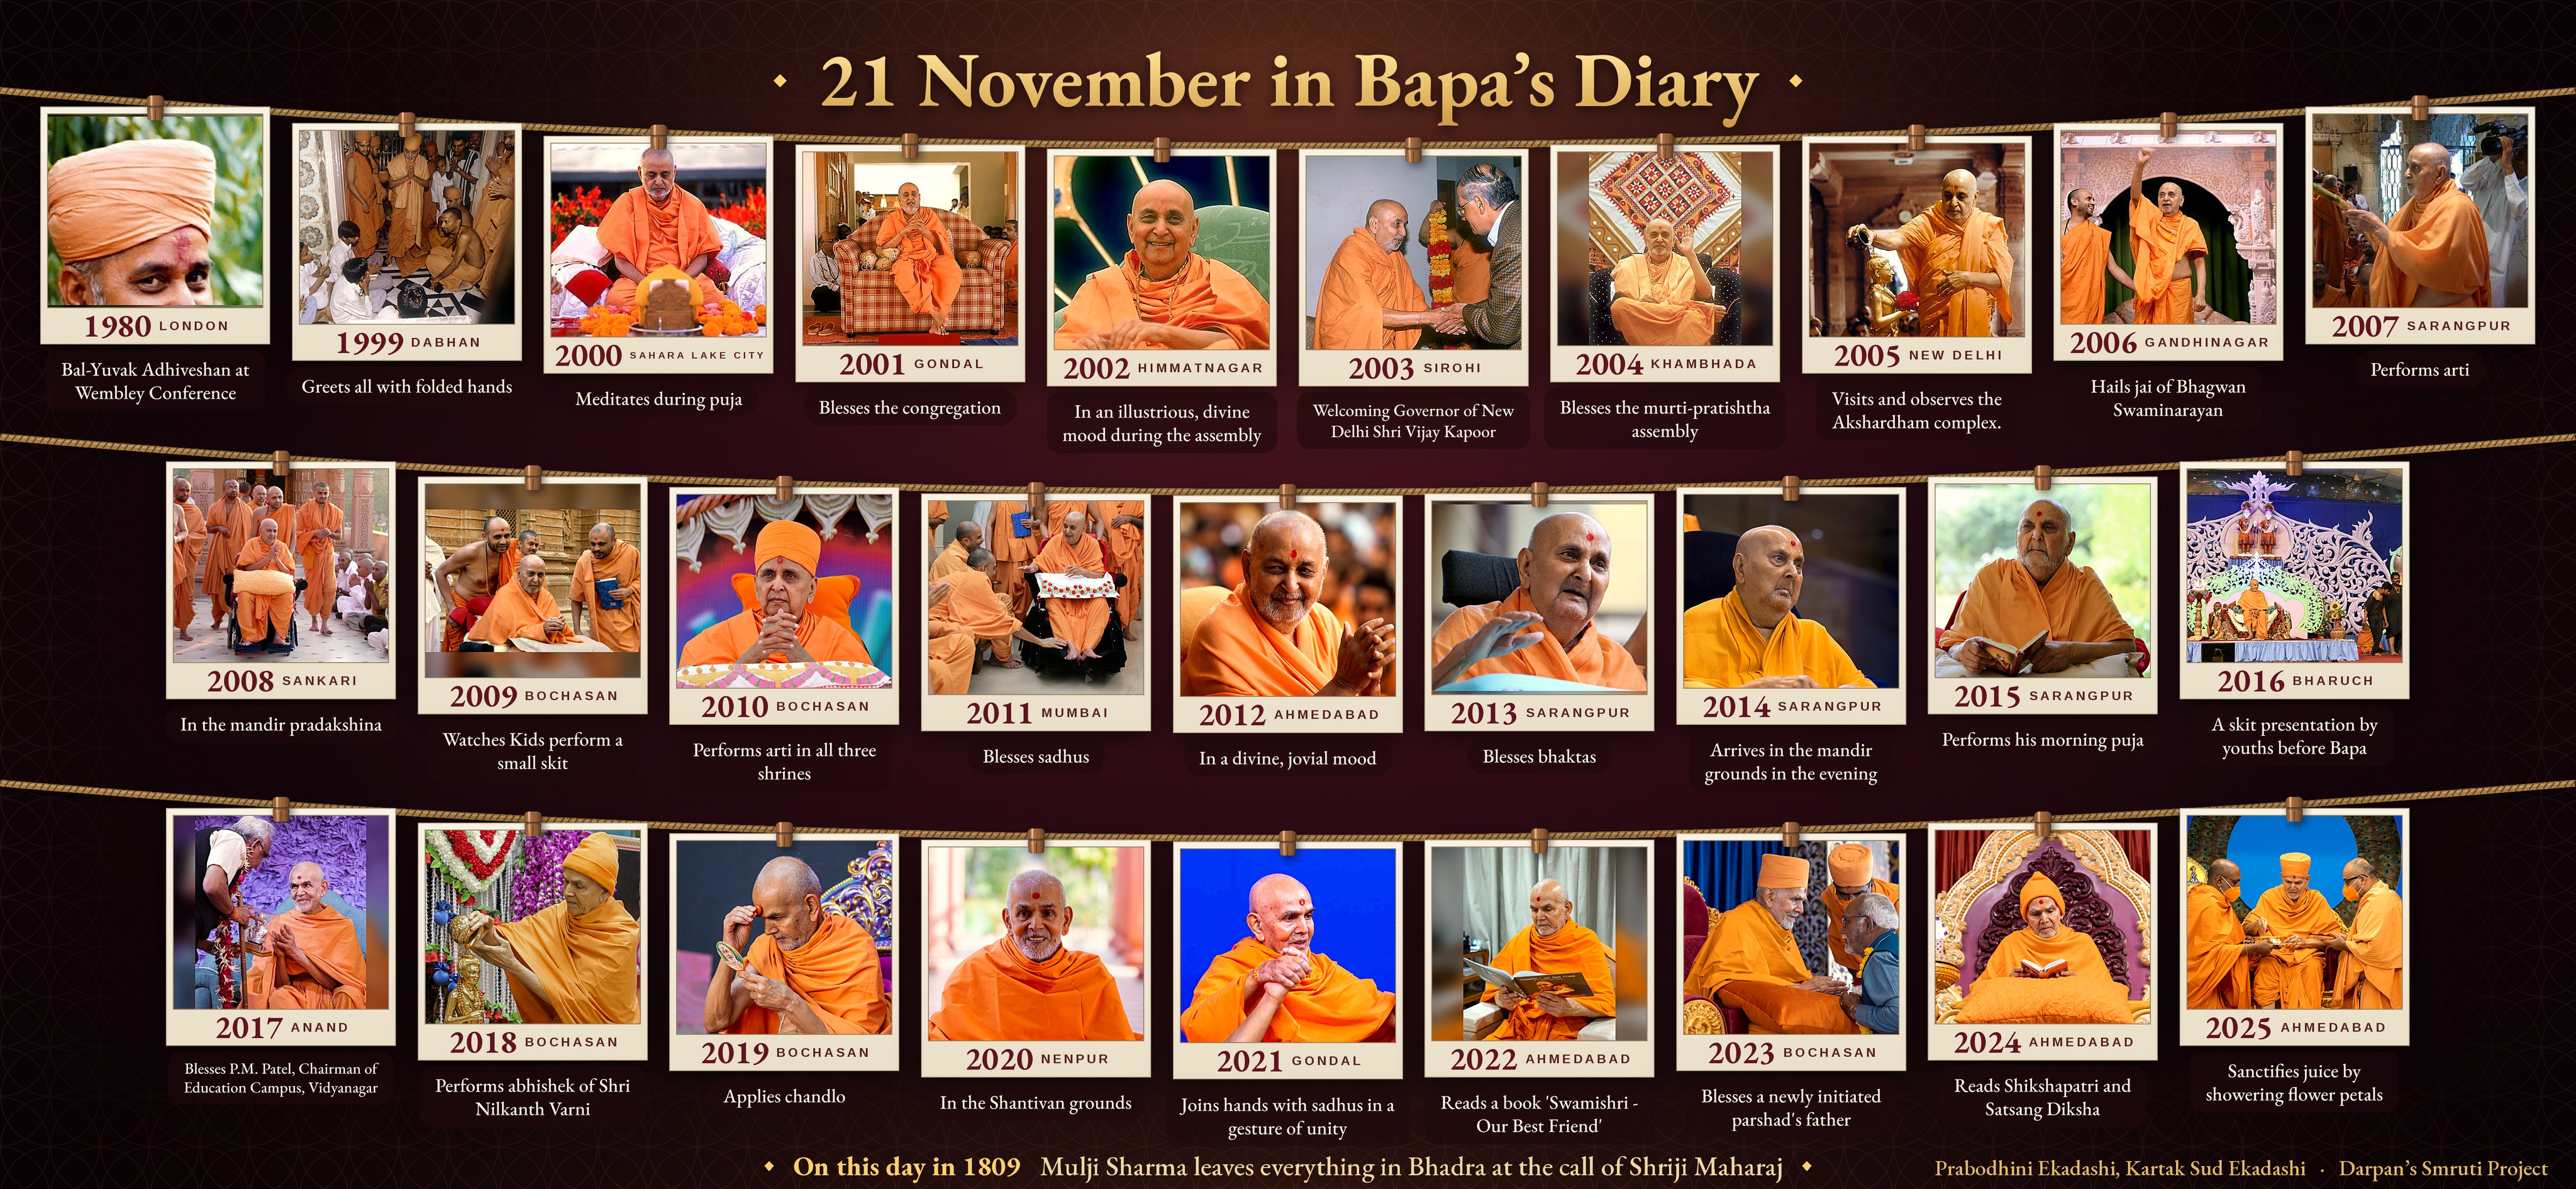 21 November in Bapa's Diary
1980 LONDON
Bal-Yuvak Adhiveshan at
Wembley Conference
1999 DABHAN
Greets all with folded hands
2000 SAHARA LAKE CITY
Meditates during puja
2001 GONDAL
Blesses the congregation
2002 HIMMATNAGAR
In an illustrious, divine
mood during the assembly
2003 SIROHI
Welcoming Governor of New
Delhi Shri Vijay Kapoor
2004 KHAMBHADA
Blesses the murti-pratishtha
assembly
2005 NEW DELHI
Visits and observes the
Akshardham complex.
2006 GANDHINAGAR
Hails jai of Bhagwan
Swaminarayan
2007 SARANGPUR
Performs arti
2008 SANKARI
In the mandir pradakshina
2009 BOCHASAN
Watches Kids perform a
small skit
2010 BOCHASAN
Performs arti in all three
shrines
2011 MUMBAI
Blesses sadhus
2012 AHMEDABAD
In a divine, jovial mood
2013 SARANGPUR
Blesses bhaktas
2014 SARANGPUR
Arrives in the mandir
grounds in the evening
2015 SARANGPUR
Performs his morning puja
2016 BHARUCH
A skit presentation by
youths before Bapa
2017 ANAND
Blesses P.M. Patel, Chairman of
Education Campus, Vidyanagar
2018 BOCHASAN
Performs abhishek of Shri
Nilkanth Varni
2019 BOCHASAN
Applies chandlo
2020 NENPUR
In the Shantivan grounds
2021 GONDAL
Joins hands with sadhus in a
gesture of unity
2022 AHMEDABAD
Reads a book 'Swamishri -
Our Best Friend'
2023 BOCHASAN
Blesses a newly initiated
parshad's father
2024 AHMEDABAD
Reads Shikshapatri and
Satsang Diksha
2025 AHMEDABAD
Sanctifies juice by
showering flower petals
On this day in 1809 Mulji Sharma leaves everything in Bhadra at the call of Shriji Maharaj
Prabodhini Ekadashi, Kartak Sud Ekadashi · Darpan's Smruti Project